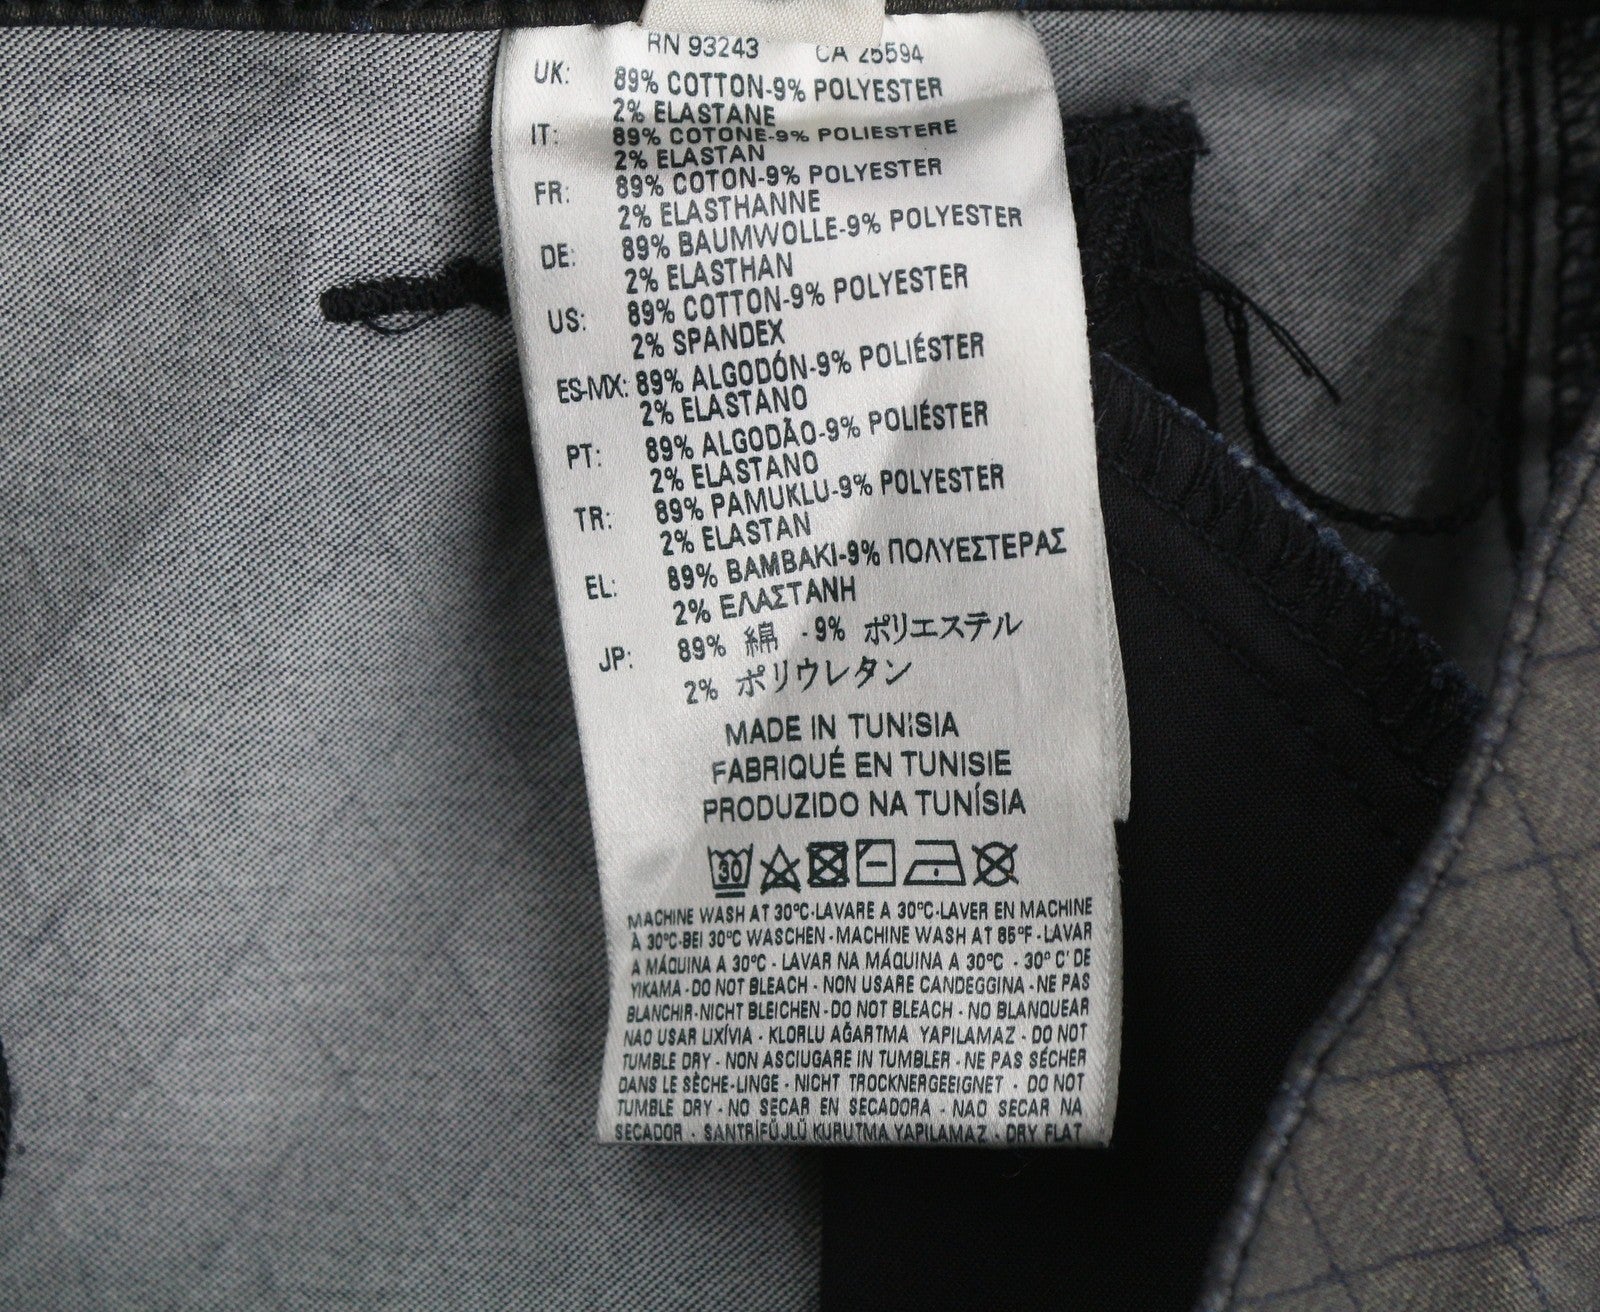 RN 93243 CA 25594
UK: 89% COTTON-9% POLYESTER
2% ELASTANE
IT: 89% COTONE-9% POLIESTERE
2% ELASTAN
FR: 89% COTON-9% POLYESTER
2% ELASTHANNE
DE: 89% BAUMWOLLE-9% POLYESTER
2% ELASTHAN
US: 89% COTTON-9% POLYESTER
2% SPANDEX
ES-MX: 89% ALGODÓN-9% POLIÉSTER
2% ELASTANO
PT: 89% ALGODÃO-9% POLIÉSTER
2% ELASTANO
TR: 89% PAMUKLU-9% POLYESTER
2% ELASTAN
EL: 89% BAMBAKI-9% ΠΟΛΥΕΣΤΕΡΑΣ
2% ΕΛΑΣΤΑΝΗ
JP: 89% 綿 -9% ポリエステル
2% ポリウレタン
MADE IN TUNISIA
FABRIQUÉ EN TUNISIE
PRODUZIDO NA TUNÍSIA
30
MACHINE WASH AT 30°C-LAVARE A 30°C-LAVER EN MACHINE
À 30°C-BEI 30°C WASCHEN - MACHINE WASH AT 85°F - LAVAR
A MÁQUINA A 30°C - LAVAR NA MÁQUINA A 30°C - 30° C' DE
YIKAMA - DO NOT BLEACH - NON USARE CANDEGGINA - NE PAS
BLANCHIR-NICHT BLEICHEN - DO NOT BLEACH - NO BLANQUEAR
NAO USAR LIXÍVIA - KLORLU AĞARTMA YAPILAMAZ - DO NOT
TUMBLE DRY - NON ASCIUGARE IN TUMBLER - NE PAS SÉCHER
DANS LE SÈCHE-LINGE - NICHT TROCKNERGEEIGNET - DO NOT
TUMBLE DRY - NO SECAR EN SECADORA - NAO SECAR NA
SECADOR - SANTRİFÜJLÜ KURUTMA YAPILAMAZ - DRY FLAT